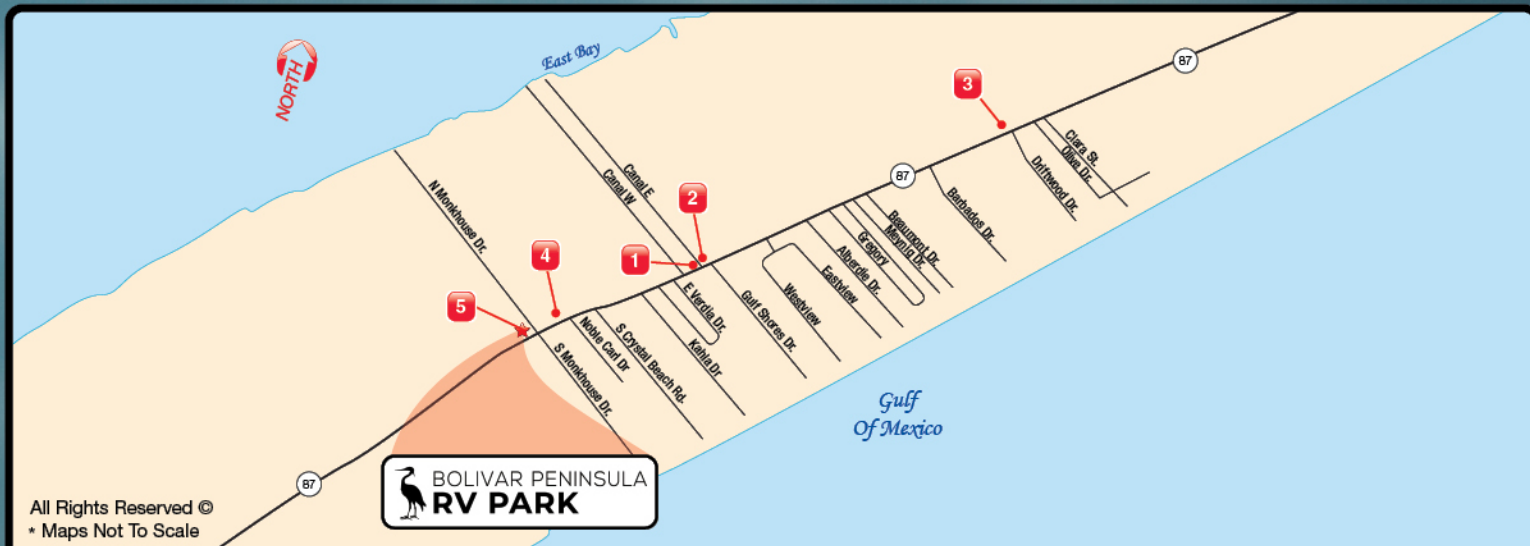 NORTH
East Bay
3
87
Clara St.
Olive Dr.
Driftwood Dr.
87
Barbados Dr.
Beaumont Dr.
Meynig Dr.
Gregory
Alberdie Dr.
Eastview
Westview
Gulf Shores Dr.
2
Canal E
Canal W
1
E Verdia Dr.
Kahla Dr
S Crystal Beach Rd.
Noble Carl Dr
4
N Monkhouse Dr.
5
S Monkhouse Dr.
Gulf
Of Mexico
87
BOLIVAR PENINSULA
RV PARK
All Rights Reserved ©
* Maps Not To Scale